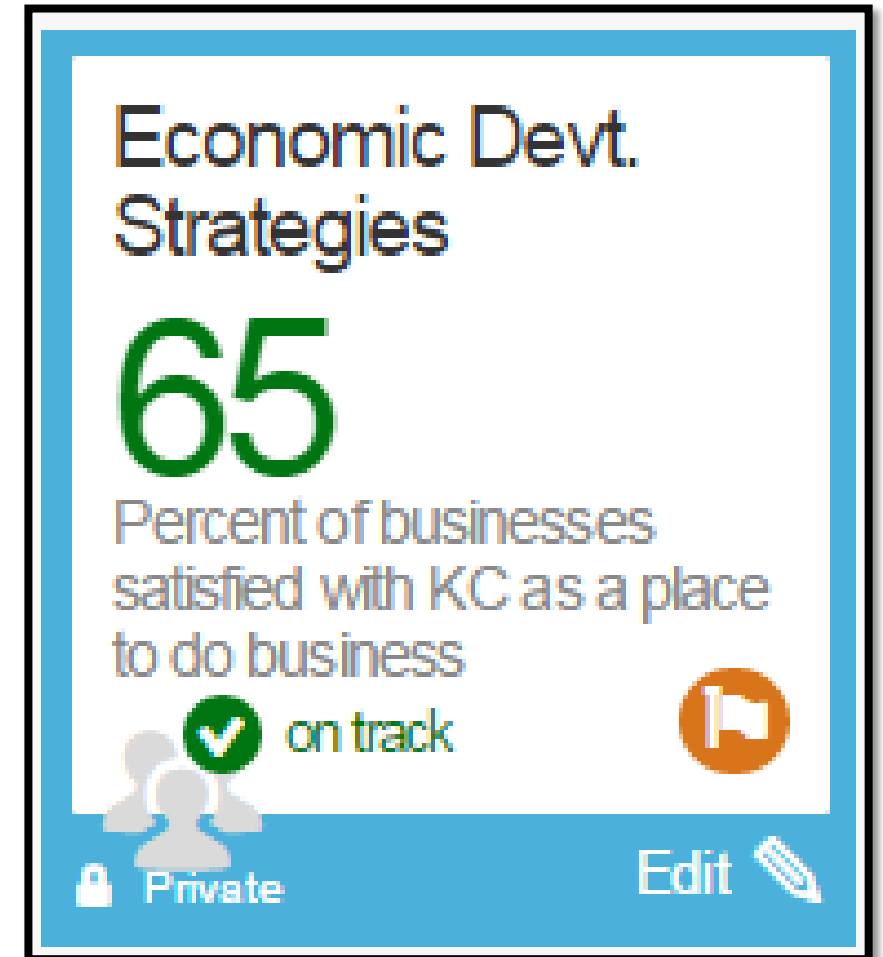 Economic Devt.
Strategies
65
Percent of businesses
satisfied with KC as a place
to do business
on track
Edit
Private